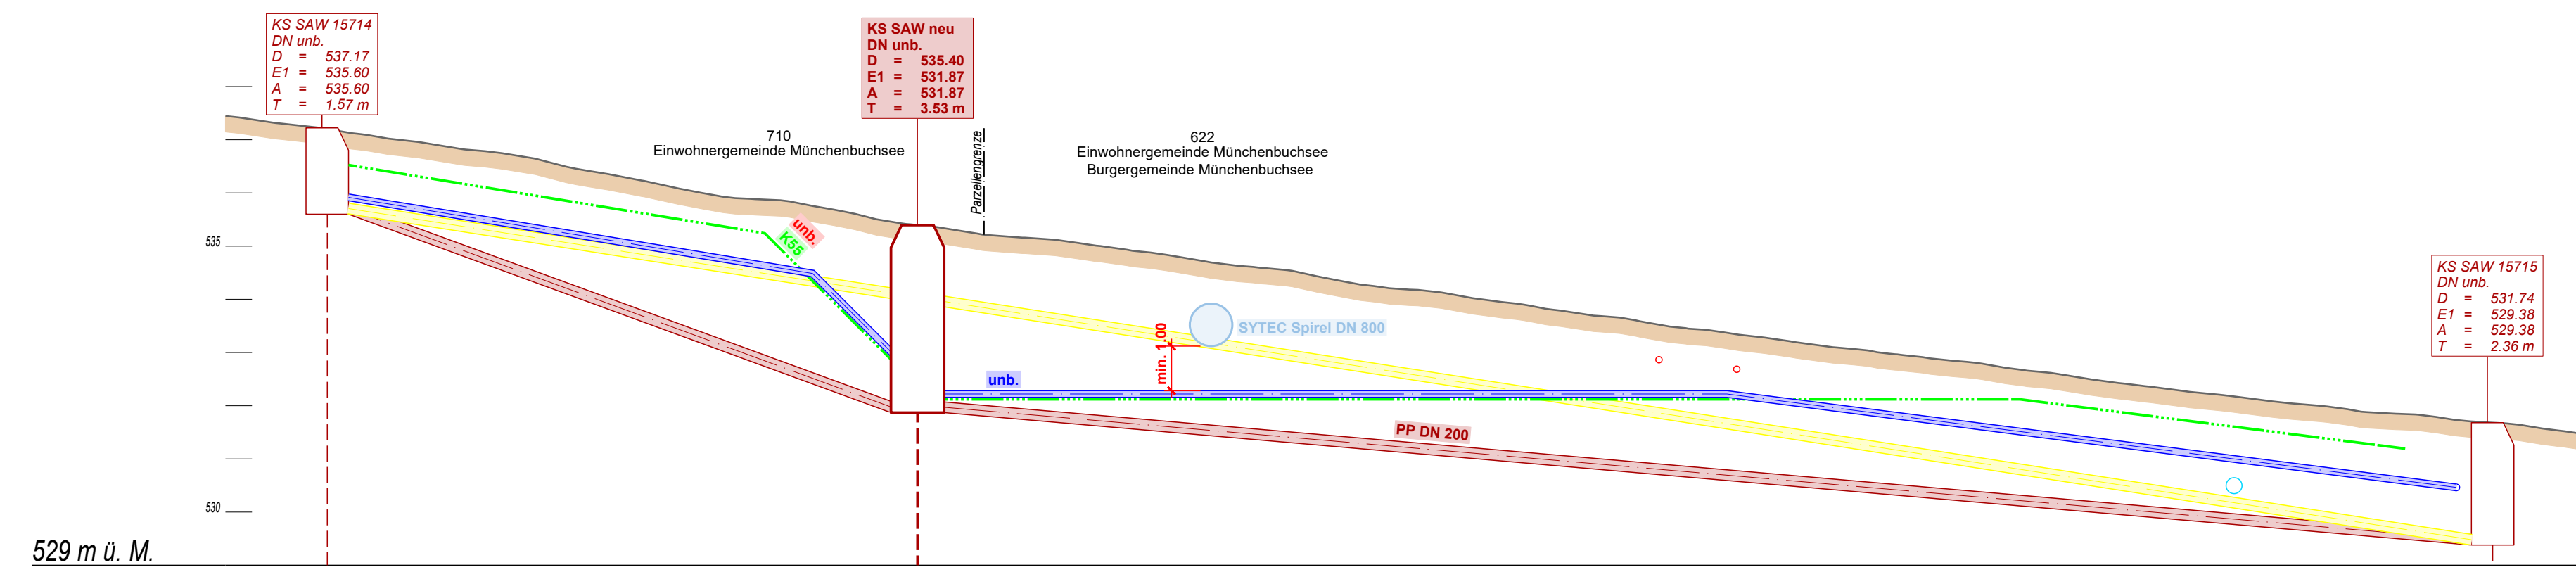 KS SAW 15714
DN unb.
D = 537.17
E1 = 535.60
A = 535.60
T = 1.57 m
KS SAW neu
DN unb.
D = 535.40
E1 = 531.87
A = 531.87
T = 3.53 m
710
Einwohnergemeinde Münchenbuchsee
Parzellengrenze
622
Einwohnergemeinde Münchenbuchsee
Burgergemeinde Münchenbuchsee
unb.
K55
535
KS SAW 15715
DN unb.
D = 531.74
E1 = 529.38
A = 529.38
T = 2.36 m
SYTEC Spirel DN 800
min. 1.00
unb.
PP DN 200
530
529 m ü. M.